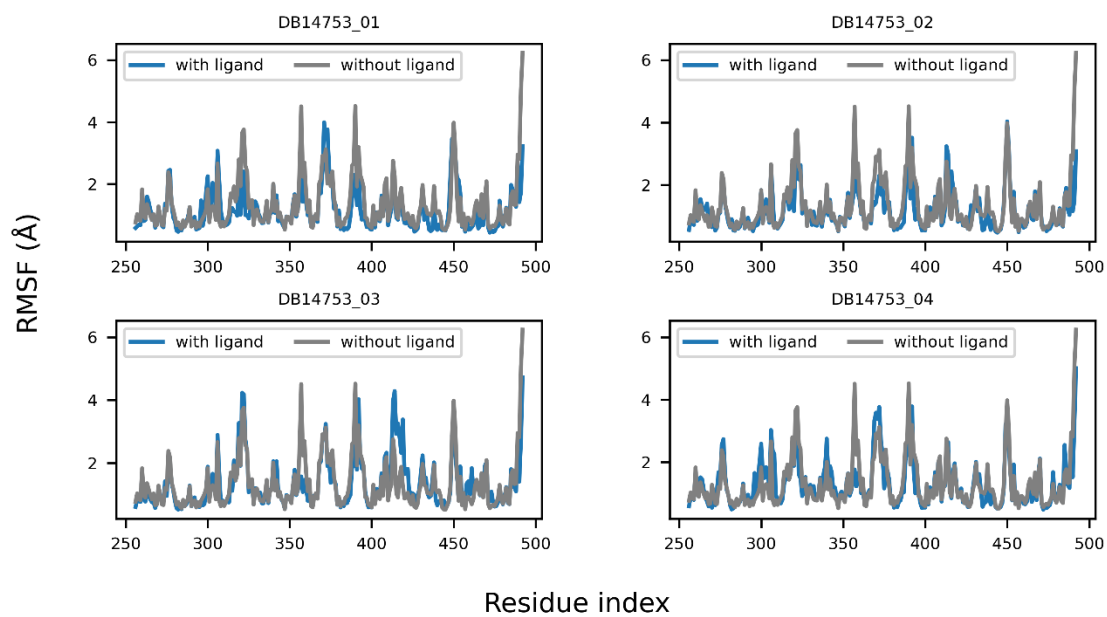 DB14753_01
DB14753_02
with ligand without ligand
with ligand without ligand
6
4
2
6
4
2
250 300 350 400 450 500
250 300 350 400 450 500
RMSF (Å)
DB14753_03
DB14753_04
with ligand without ligand
with ligand without ligand
6
4
2
6
4
2
250 300 350 400 450 500
250 300 350 400 450 500
Residue index